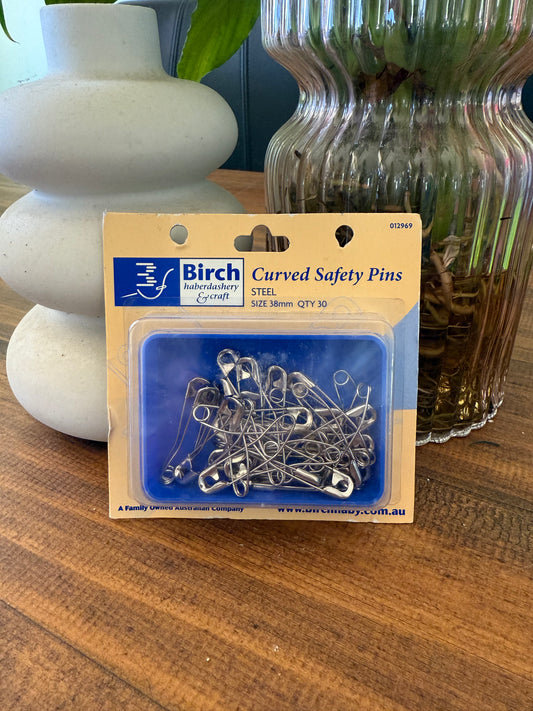 012969
Birch
haberdashery
& craft
Curved Safety Pins
STEEL
SIZE 38mm QTY 30
A Family Owned Australian Company
www.birchhaby.com.au